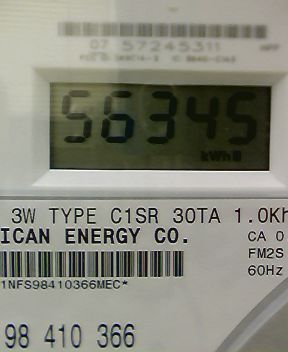 07 57245311
56345
kWh
3W TYPE C1SR 30TA 1.0Kh
ICAN ENERGY CO.
CA 0
FM2S
60Hz
1NFS98410366MEC*
98 410 366